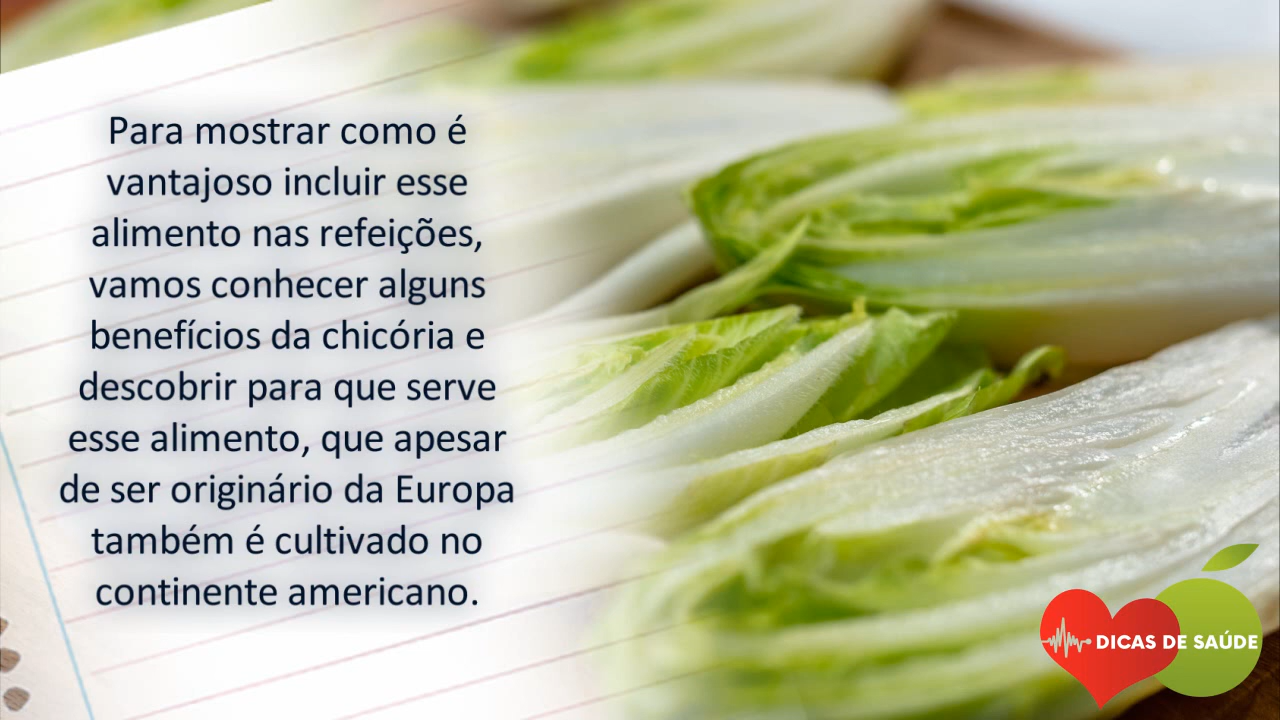 Para mostrar como é
vantajoso incluir esse
alimento nas refeições,
vamos conhecer alguns
benefícios da chicória e
descobrir para que serve
esse alimento, que apesar
de ser originário da Europa
também é cultivado no
continente americano.
DICAS DE SAÚDE